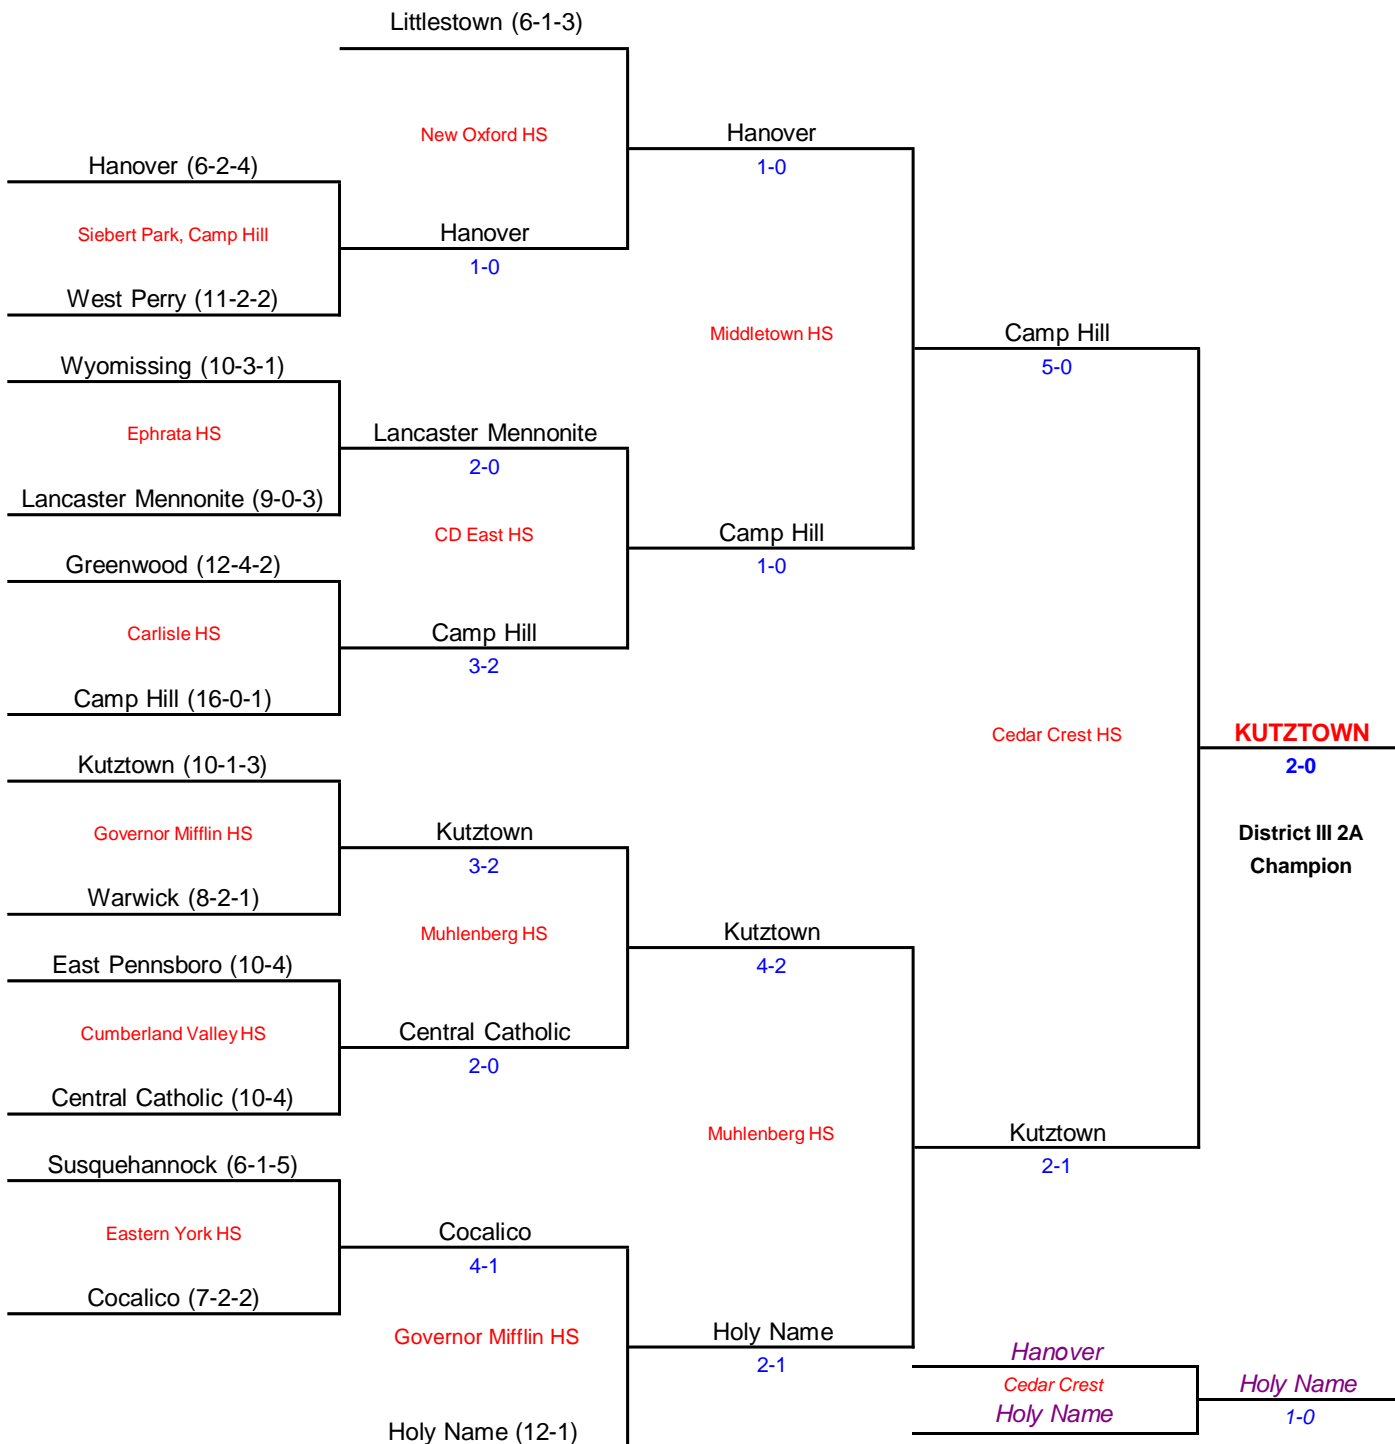 Littlestown (6-1-3)
New Oxford HS
Hanover
1-0
Hanover (6-2-4)
Siebert Park, Camp Hill
Hanover
1-0
West Perry (11-2-2)
Middletown HS
Camp Hill
5-0
Wyomissing (10-3-1)
Ephrata HS
Lancaster Mennonite
2-0
Lancaster Mennonite (9-0-3)
CD East HS
Camp Hill
1-0
Greenwood (12-4-2)
Carlisle HS
Camp Hill
3-2
Camp Hill (16-0-1)
Cedar Crest HS
KUTZTOWN
2-0
District III 2A
Champion
Kutztown (10-1-3)
Governor Mifflin HS
Kutztown
3-2
Warwick (8-2-1)
Muhlenberg HS
Kutztown
4-2
East Pennsboro (10-4)
Cumberland Valley HS
Central Catholic
2-0
Central Catholic (10-4)
Muhlenberg HS
Kutztown
2-1
Susquehannock (6-1-5)
Eastern York HS
Cocalico
4-1
Cocalico (7-2-2)
Governor Mifflin HS
Holy Name
2-1
Holy Name (12-1)
Hanover
Cedar Crest
Holy Name
Holy Name
1-0